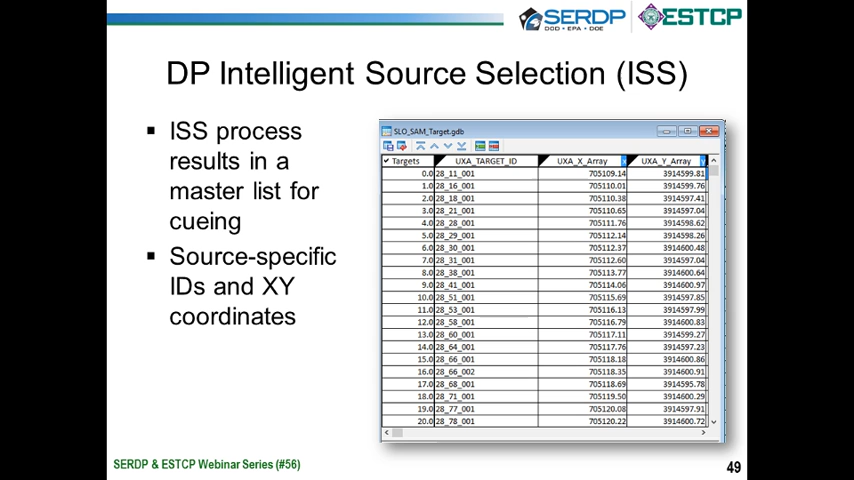 SERDP
DOD • EPA • DOE
ESTCP
DP Intelligent Source Selection (ISS)
▪ ISS process
results in a
master list for
cueing
▪ Source-specific
IDs and XY
coordinates
SLO_SAM_Target.gdb
Targets UXA_TARGET_ID UXA_X_Array x UXA_Y_Array y
0.0 28_11_001 705109.14 3914599.81
1.0 28_16_001 705110.01 3914599.76
2.0 28_18_001 705110.38 3914597.41
3.0 28_21_001 705110.65 3914597.04
4.0 28_28_001 705111.76 3914598.62
5.0 28_29_001 705112.14 3914598.26
6.0 28_30_001 705112.37 3914600.48
7.0 28_31_001 705112.60 3914597.04
8.0 28_38_001 705113.77 3914600.64
9.0 28_41_001 705114.06 3914600.97
10.0 28_51_001 705115.69 3914597.85
11.0 28_53_001 705116.13 3914597.99
12.0 28_58_001 705116.79 3914600.83
13.0 28_60_001 705117.11 3914599.27
14.0 28_64_001 705117.76 3914597.23
15.0 28_66_001 705118.18 3914600.86
16.0 28_66_002 705118.35 3914600.91
17.0 28_68_001 705118.69 3914595.78
18.0 28_71_001 705119.50 3914600.29
19.0 28_77_001 705120.08 3914597.91
20.0 28_78_001 705120.22 3914600.72
SERDP & ESTCP Webinar Series (#56)
49